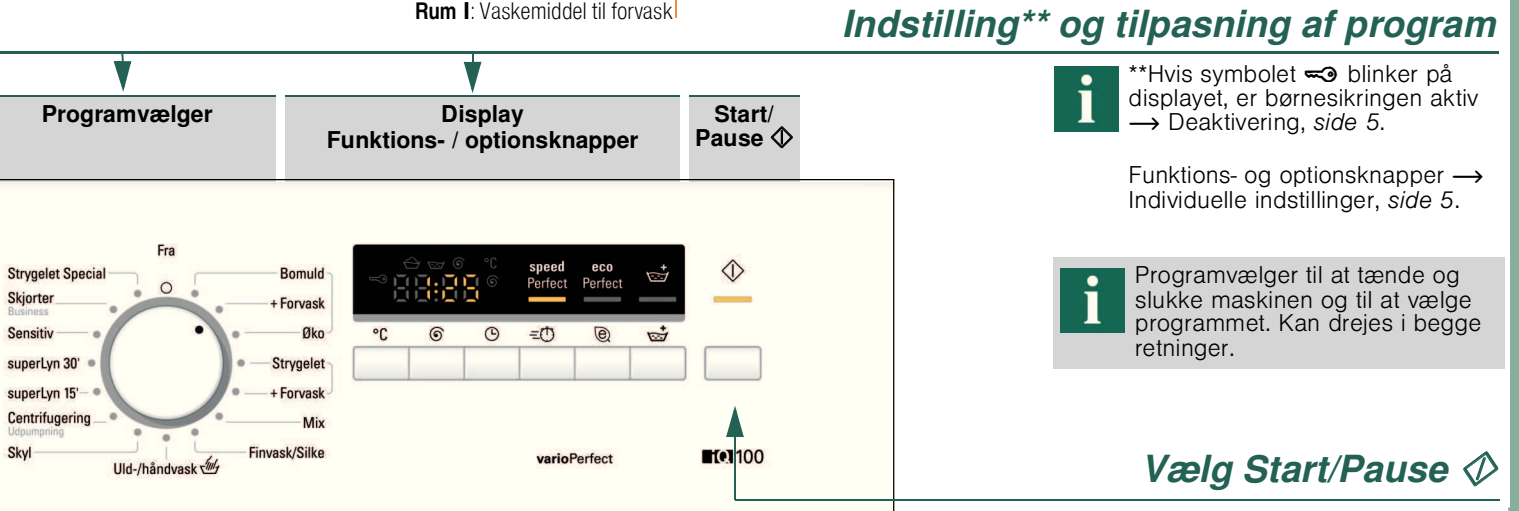 Rum I: Vaskemiddel til forvask
Indstilling** og tilpasning af program
Programvælger
Display
Funktions- / optionsknapper
Start/
Pause
**Hvis symbolet blinker på
displayet, er børnesikringen aktiv
→ Deaktivering, side 5.
Funktions- og optionsknapper →
Individuelle indstillinger, side 5.
Programvælger til at tænde og
slukke maskinen og til at vælge
programmet. Kan drejes i begge
retninger.
Fra
Strygelet Special
Skjorter
Business
Sensitiv
superLyn 30'
superLyn 15'
Centrifugering
Udpumpning
Skyl
Uld-/håndvask
Bomuld
+ Forvask
Øko
Strygelet
+ Forvask
Mix
Finvask/Silke
°C
1:25
speed
Perfect
eco
Perfect
°C
varioPerfect
iQ100
Vælg Start/Pause